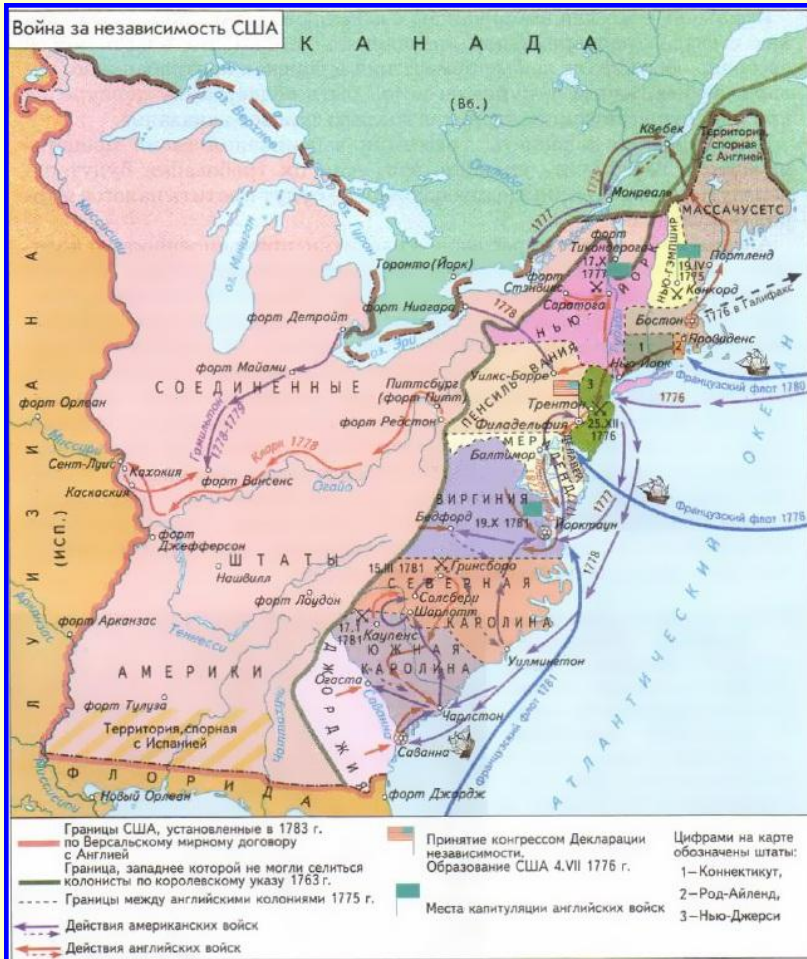 Война за независимость США
КАНАДА
(Вб.)
оз. Верхнее
оз. Мичиган
оз. Гурон
оз. Эри
Оттава
Квебек
Монреаль
1775
1777
Территория,
спорная
с Англией
МАССАЧУСЕТС
НЬЮ-ГЭМПШИР
Портленд
19.IV
1775
Конкорд
Бостон
1776 в Галифакс
Провиденс
1
2
форт
Тикондерога
17.X
1777
форт
Стэндикс
Саратога
НЬЮ-ЙОРК
Нью-Йорк
Торонто (Йорк)
форт Ниагара
1778
форт Детройт
форт Майами
СОЕДИНЕННЫЕ
ШТАТЫ
АМЕРИКИ
Миссисипи
ЛУИЗИАНА
(ИСП.)
форт Орлеан
Миссури
Сент-Луис
Кахокия
Каскаския
Гамильтон
1778-1779
Кларк 1778
форт Винсенс
Огайо
Питтсбург
(форт Питт)
форт Редстон
Уилкс-Барре
ПЕНСИЛЬВАНИЯ
3
Трентон
25.XII
1776
Филадельфия
ДЕЛАВЭР
МЕРИЛЕНД
Балтимор
1776
Французский флот 1780
Французский флот 1778
1777
1778
ВИРГИНИЯ
Бедфорд
19.X 1781
Йорктаун
15.III 1781
Гринсборо
СЕВЕРНАЯ
КАРОЛИНА
Солсбери
Шарлотт
17.I
1781
Каупенс
ЮЖНАЯ
КАРОЛИНА
Уилмингтон
Огаста
Саванна
Чарлстон
Саванна
ДЖОРДЖИЯ
Французский флот 1781
АТЛАНТИЧЕСКИЙ ОКЕАН
форт
Джефферсон
Нашвилл
форт Лоудон
Теннесси
Арканзас
форт Арканзас
форт Тулуза
Чаттахучи
Территория, спорная
с Испанией
ФЛОРИДА
Новый Орлеан
форт Джордж
Границы США, установленные в 1783 г.
по Версальскому мирному договору
с Англией
Граница, западнее которой не могли селиться
колонисты по королевскому указу 1763 г.
Границы между английскими колониями 1775 г.
Действия американских войск
Действия английских войск
Принятие конгрессом Декларации
независимости.
Образование США 4.VII 1776 г.
Места капитуляции английских войск
Цифрами на карте
обозначены штаты:
1—Коннектикут,
2—Род-Айленд,
3—Нью-Джерси